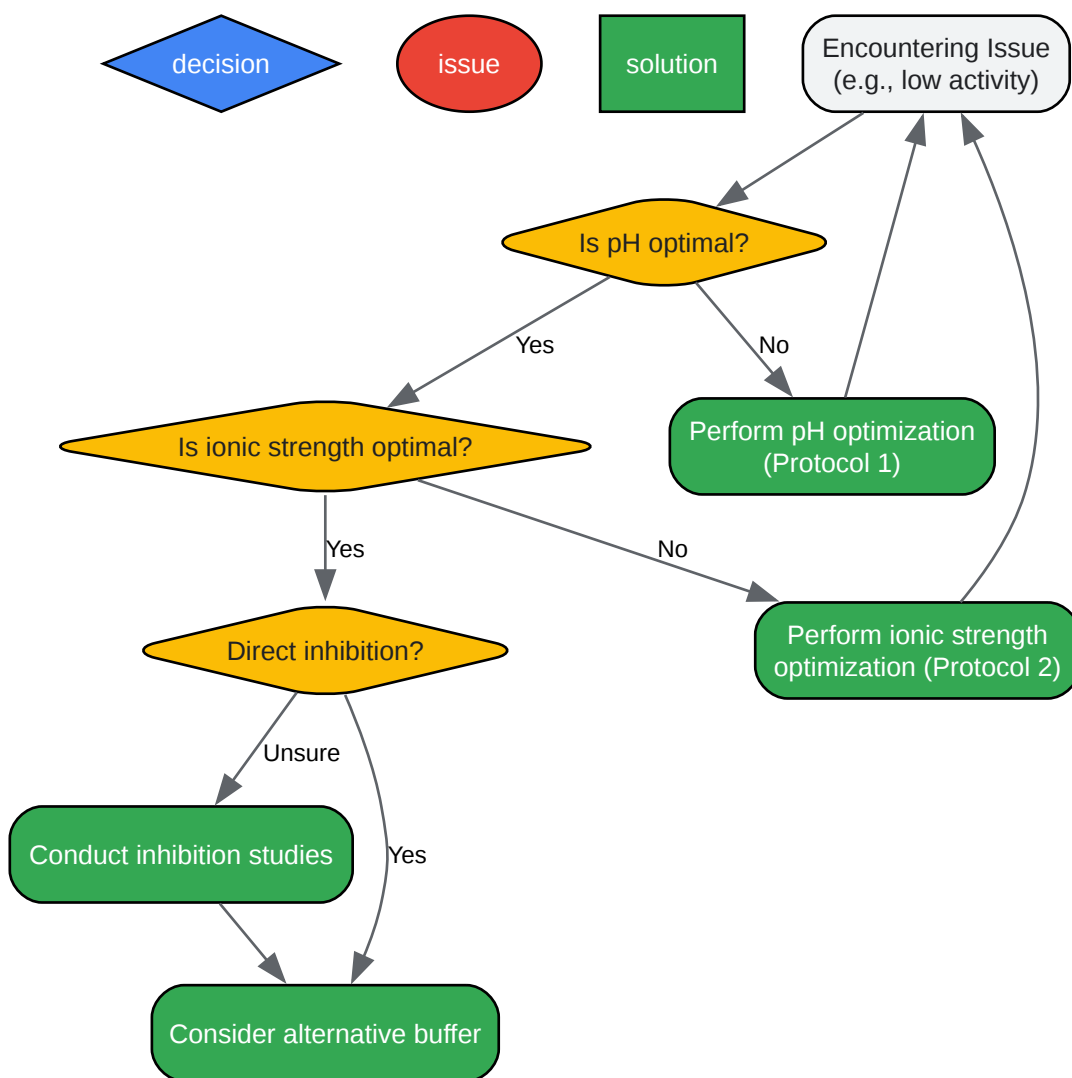 decision
issue
solution
Encountering Issue
(e.g., low activity)
Is pH optimal?
Yes
No
Is ionic strength optimal?
Perform pH optimization
(Protocol 1)
Yes
No
Direct inhibition?
Perform ionic strength
optimization (Protocol 2)
Unsure
Conduct inhibition studies
Yes
Consider alternative buffer